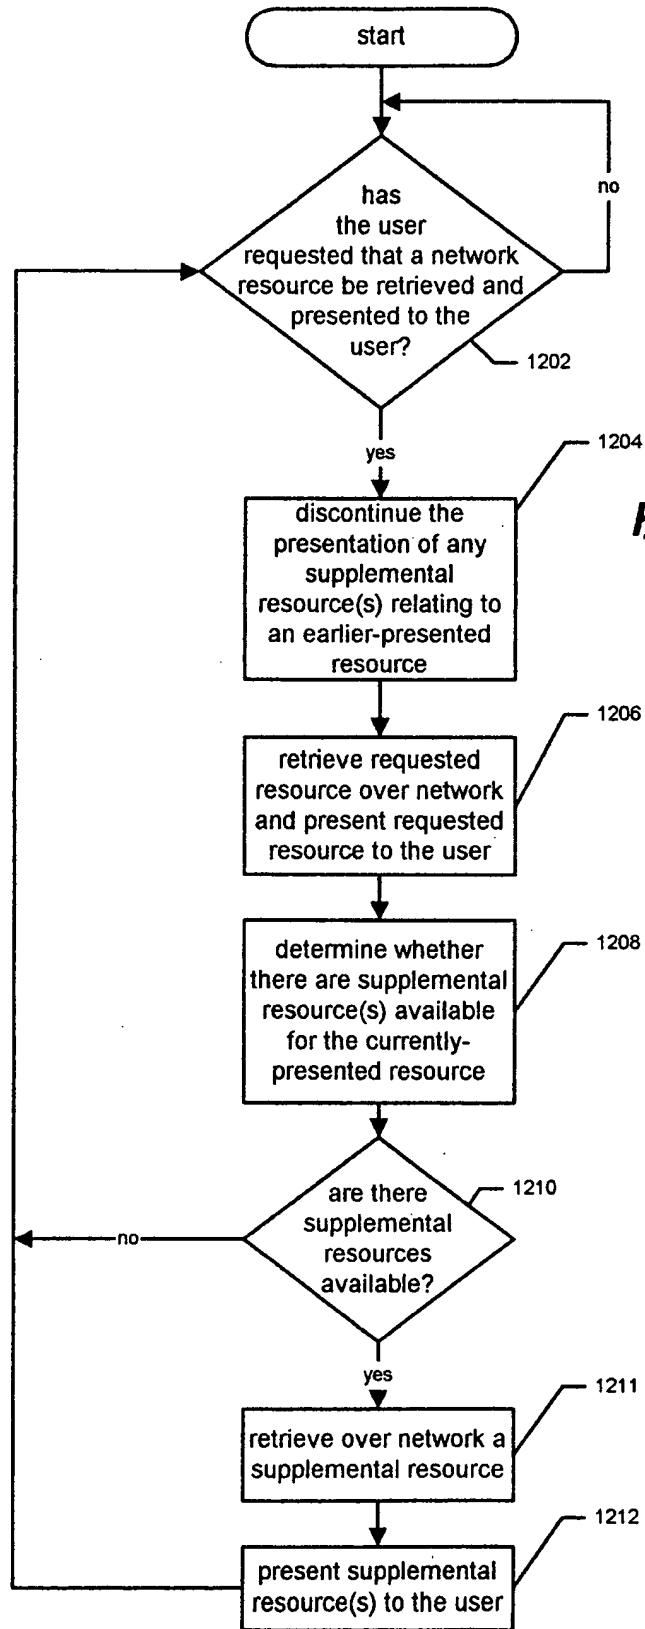 start
no
has
the user
requested that a network
resource be retrieved and
presented to the
user?
1202
yes
1204
discontinue the
presentation of any
supplemental
resource(s) relating to
an earlier-presented
resource
1206
retrieve requested
resource over network
and present requested
resource to the user
1208
determine whether
there are supplemental
resource(s) available
for the currently-
presented resource
1210
are there
supplemental
resources
available?
no
yes
1211
retrieve over network a
supplemental resource
1212
present supplemental
resource(s) to the user